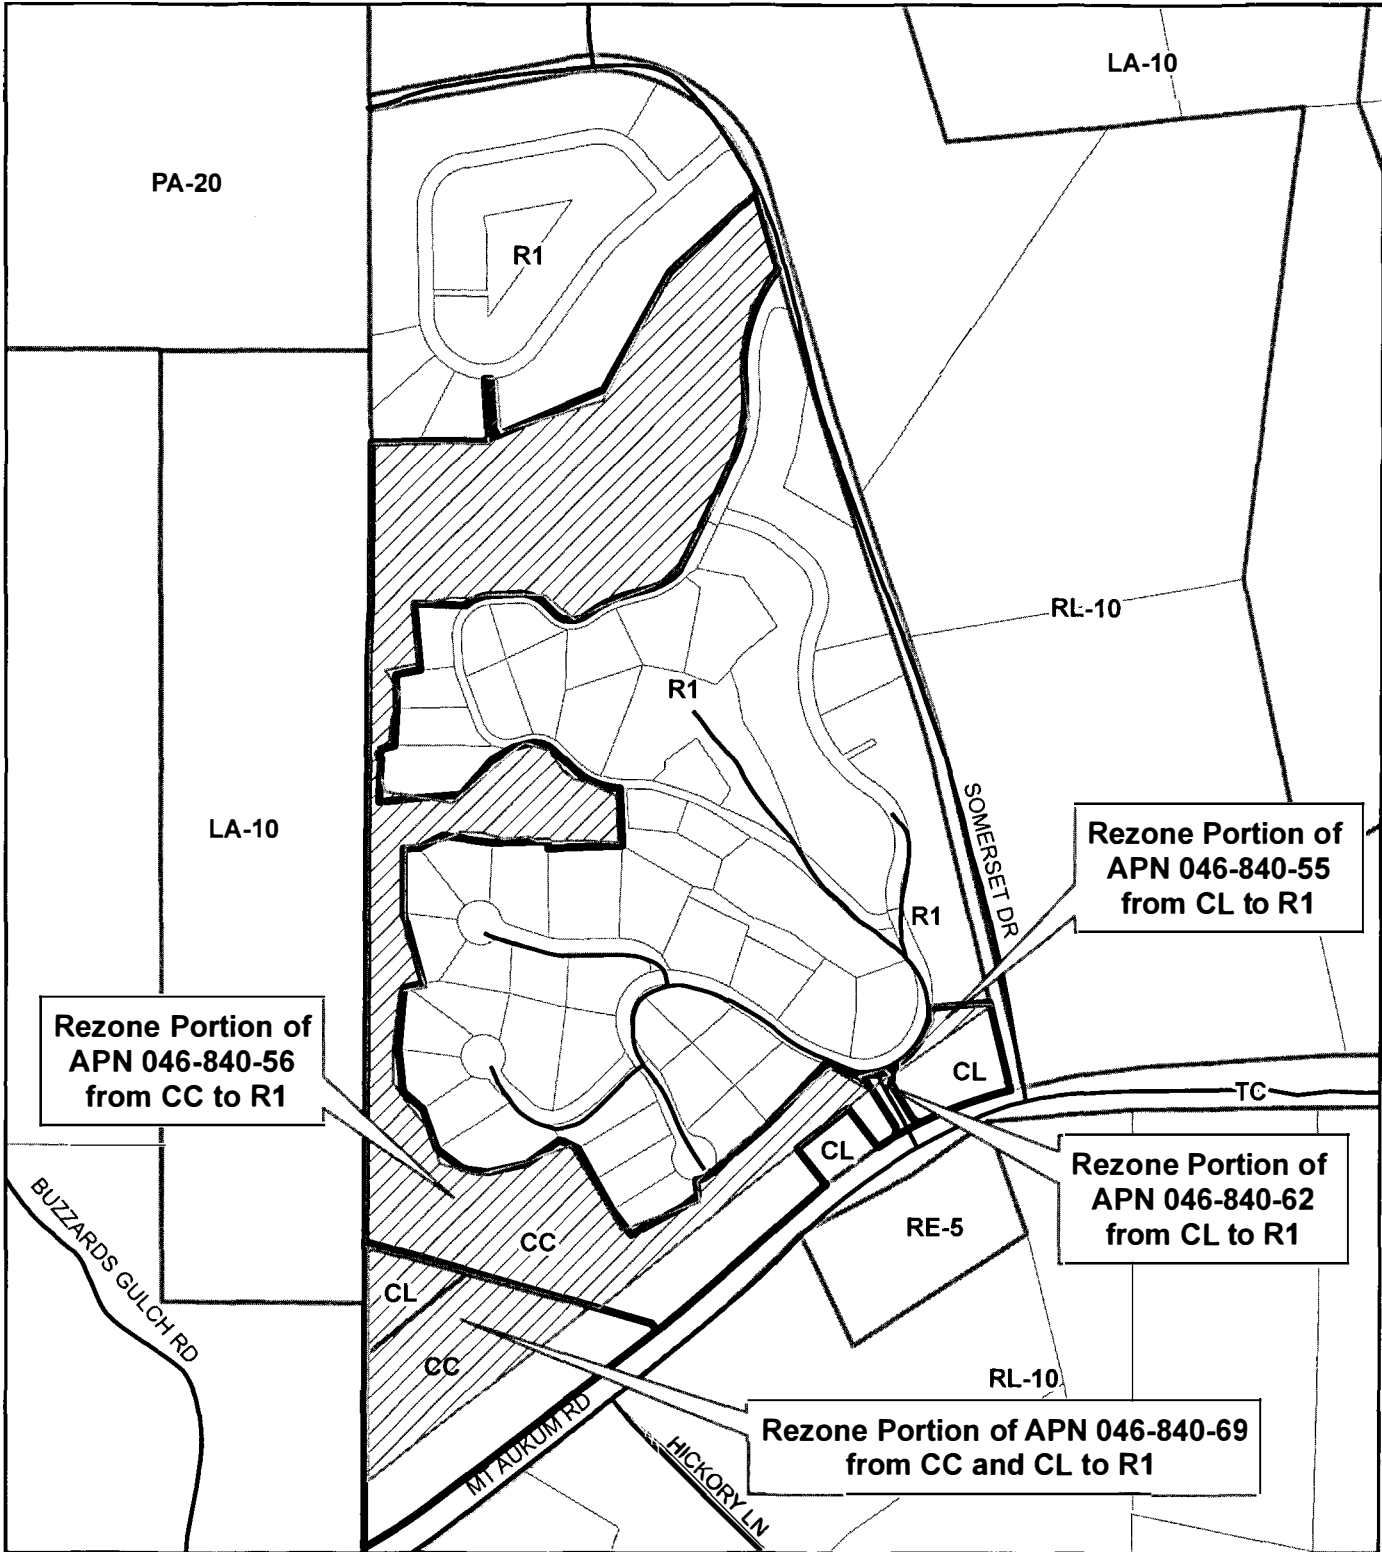 LA-10
PA-20
R1
RL-10
R1
SOMERSET DR
LA-10
Rezone Portion of
APN 046-840-55
from CL to R1
R1
Rezone Portion of
APN 046-840-56
from CC to R1
CL
TC
CL
Rezone Portion of
APN 046-840-62
from CL to R1
RE-5
BUZZARDS GULCH RD
CC
CL
CC
RL-10
MT AUKUM RD
HICKORY LN
Rezone Portion of APN 046-840-69
from CC and CL to R1